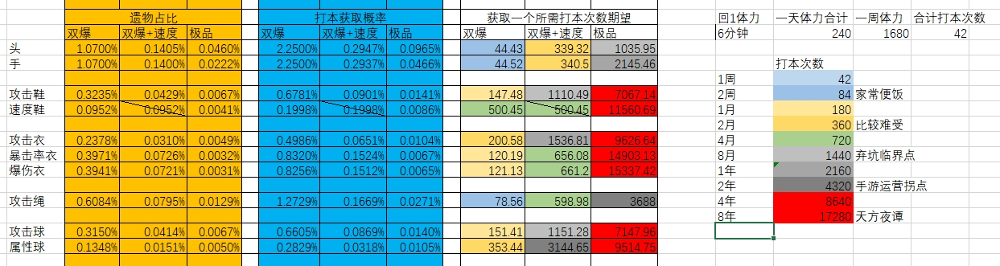 遗物占比 打本获取概率 获取一个所需打本次数期望 回1体力 一天体力合计 一周体力 合计打本次数
双爆 双爆+速度 极品 双爆 双爆+速度 极品 双爆 双爆+速度 极品 6分钟 240 1680 42
头 1.0700% 0.1405% 0.0460% 2.2500% 0.2947% 0.0965% 44.43 339.32 1035.95
手 1.0700% 0.1400% 0.0222% 2.2500% 0.2937% 0.0466% 44.52 340.5 2145.46 打本次数
1周 42
攻击鞋 0.3235% 0.0429% 0.0067% 0.6781% 0.0901% 0.0141% 147.48 1110.49 7067.14 2周 84 家常便饭
速度鞋 0.0952% 0.0952% 0.0041% 0.1998% 0.1998% 0.0086% 500.45 500.45 11560.69 1月 180
2月 360 比较难受
攻击衣 0.2378% 0.0310% 0.0049% 0.4986% 0.0651% 0.0104% 200.58 1536.81 9626.64 4月 720
暴击率衣 0.3971% 0.0726% 0.0032% 0.8320% 0.1524% 0.0067% 120.19 656.08 14903.13 8月 1440 弃坑临界点
爆伤衣 0.3941% 0.0721% 0.0031% 0.8256% 0.1512% 0.0065% 121.13 661.2 15337.42 1年 2160
2年 4320 手游运营拐点
攻击绳 0.6084% 0.0795% 0.0129% 1.2729% 0.1669% 0.0271% 78.56 598.98 3688 4年 8640
8年 17280 天方夜谭
攻击球 0.3150% 0.0414% 0.0067% 0.6605% 0.0869% 0.0140% 151.41 1151.28 7147.96
属性球 0.1348% 0.0151% 0.0050% 0.2829% 0.0318% 0.0105% 353.44 3144.65 9514.75